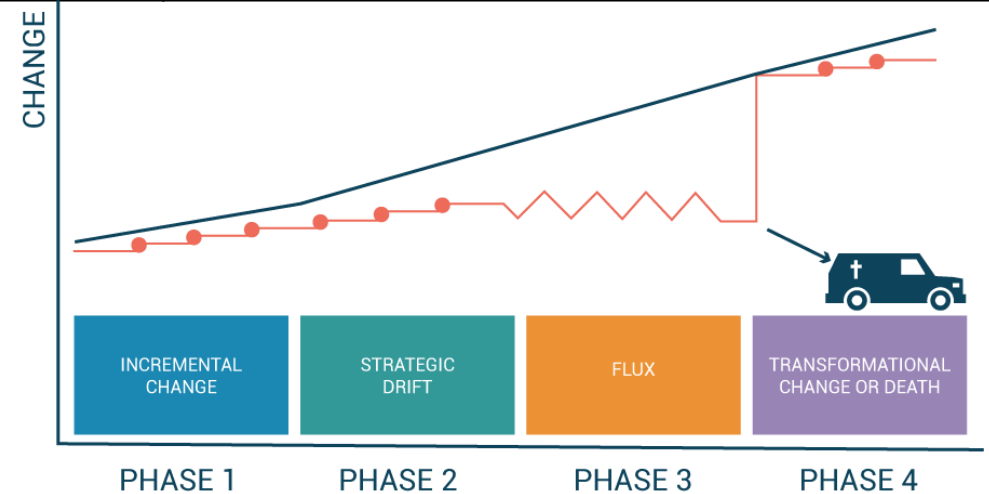 CHANGE
INCREMENTAL
CHANGE
STRATEGIC
DRIFT
FLUX
TRANSFORMATIONAL
CHANGE OR DEATH
PHASE 1
PHASE 2
PHASE 3
PHASE 4